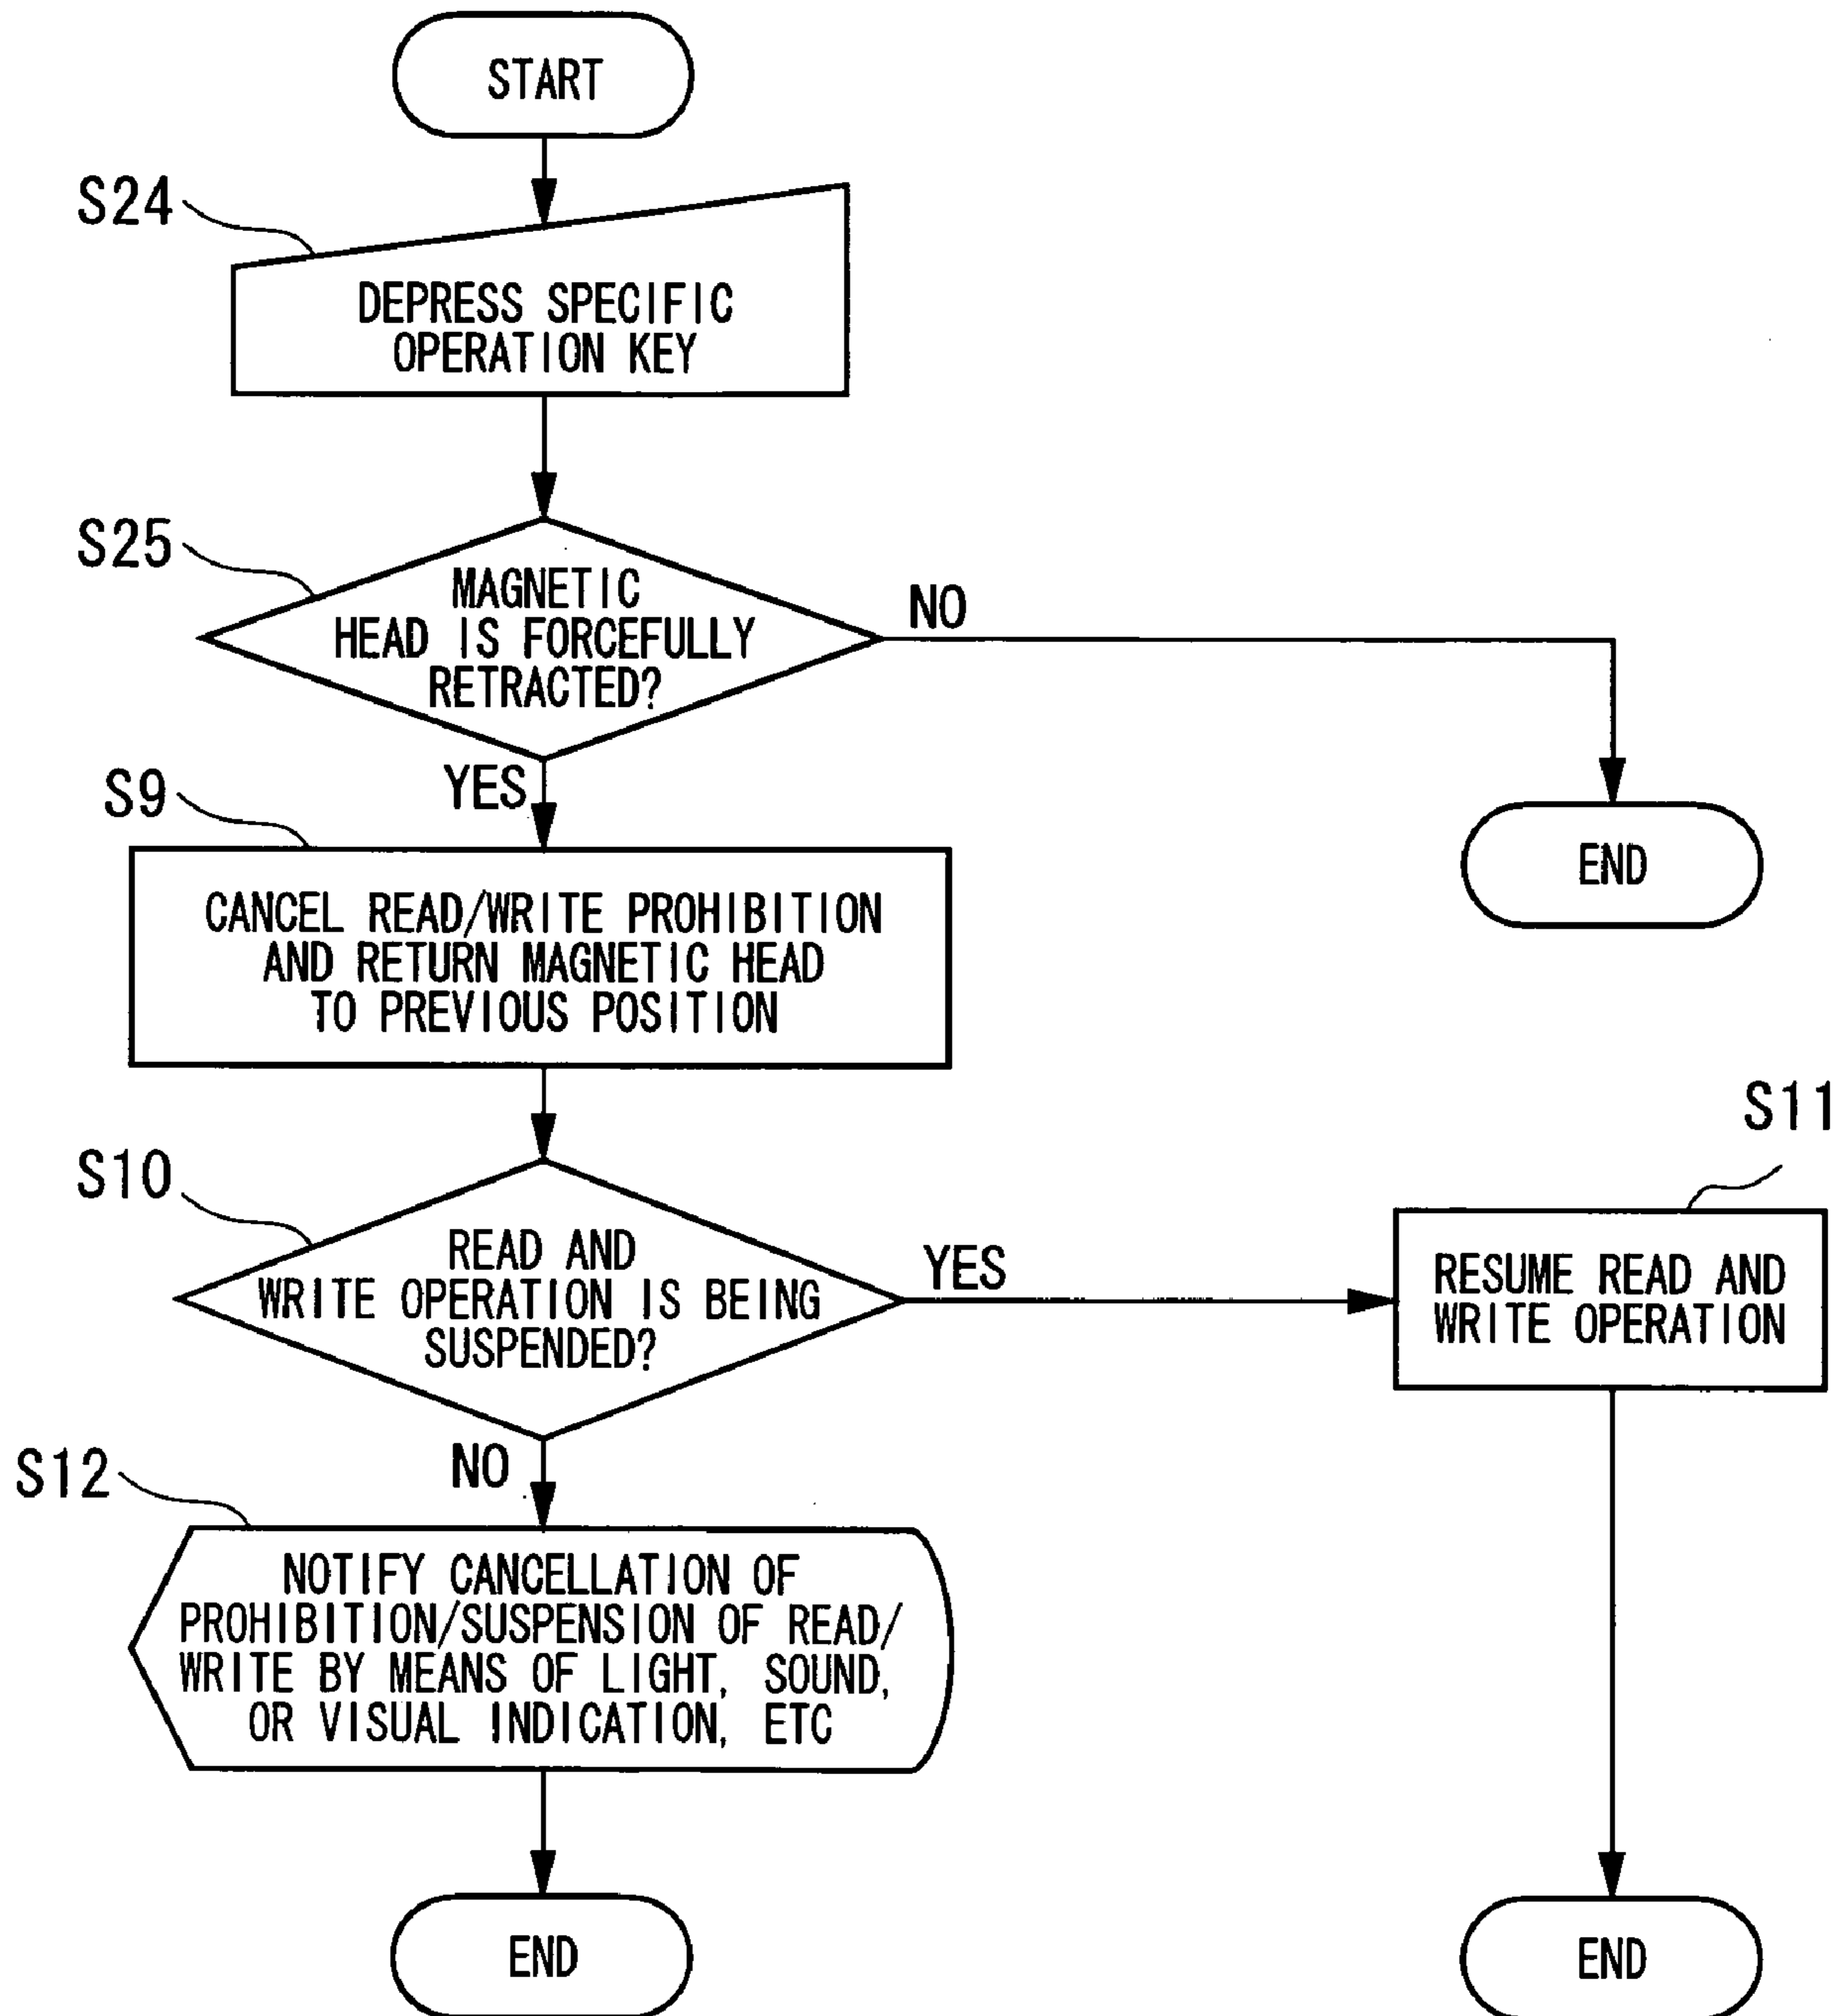 START
S24
DEPRESS SPECIFIC
OPERATION KEY
S25
MAGNETIC
HEAD IS FORCEFULLY
RETRACTED?
NO
YES
END
S9
CANCEL READ/WRITE PROHIBITION
AND RETURN MAGNETIC HEAD
TO PREVIOUS POSITION
S10
READ AND
WRITE OPERATION IS BEING
SUSPENDED?
YES
S11
RESUME READ AND
WRITE OPERATION
NO
S12
NOTIFY CANCELLATION OF
PROHIBITION/SUSPENSION OF READ/
WRITE BY MEANS OF LIGHT, SOUND,
OR VISUAL INDICATION, ETC
END
END